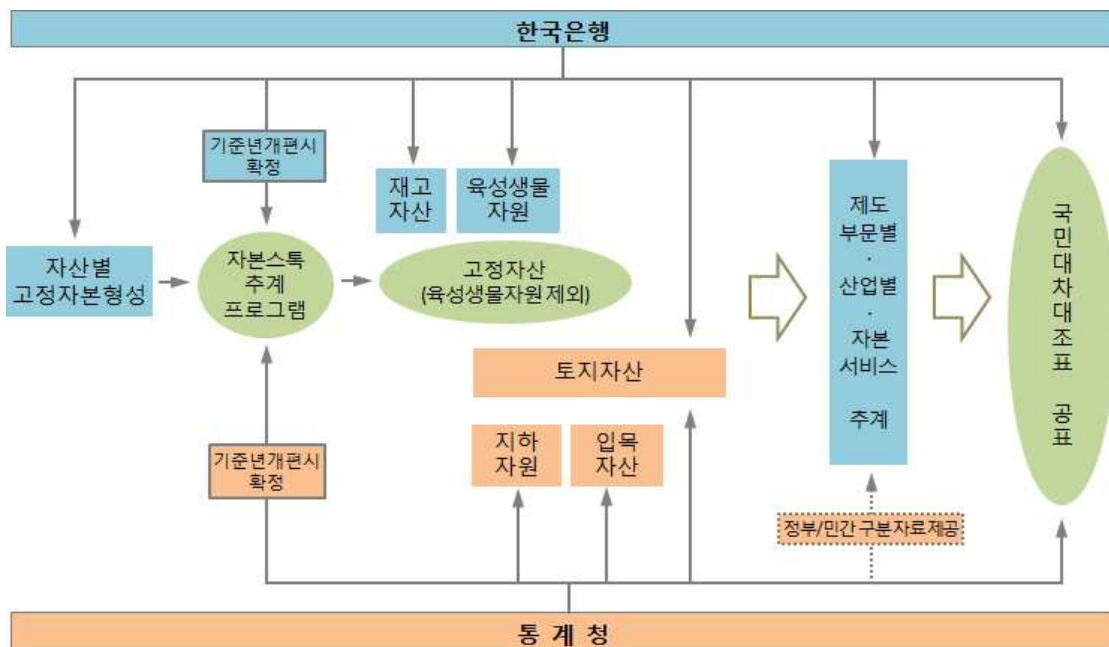 한국은행
기준년개편시
확정
재고
자산
육성생물
자원
자산별
고정자본형성
자본스톡
추계
프로그램
고정자산
(육성생물자원 제외)
토지자산
지하
자원
입목
자산
기준년개편시
확정
제도
부문별
·
산업별
·
자본
서비스
추계
정부/민간 구분자료제공
국민대차대조표 공표
통 계 청